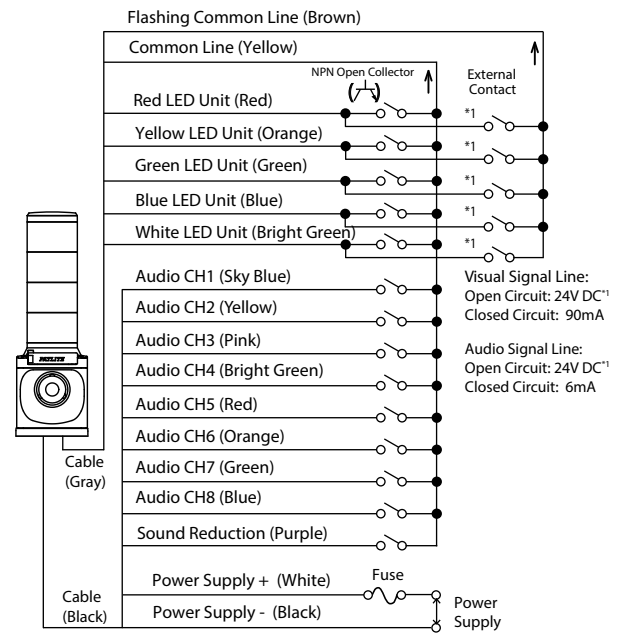 Flashing Common Line (Brown)
Common Line (Yellow)
NPN Open Collector
External
Contact
Red LED Unit (Red)
*1
Yellow LED Unit (Orange)
*1
Green LED Unit (Green)
*1
Blue LED Unit (Blue)
*1
White LED Unit (Bright Green)
*1
Audio CH1 (Sky Blue)
Audio CH2 (Yellow)
Audio CH3 (Pink)
Audio CH4 (Bright Green)
Audio CH5 (Red)
Audio CH6 (Orange)
Audio CH7 (Green)
Audio CH8 (Blue)
Sound Reduction (Purple)
Visual Signal Line:
Open Circuit: 24V DC*1
Closed Circuit: 90mA
Audio Signal Line:
Open Circuit: 24V DC*1
Closed Circuit: 6mA
PATLITE
Cable
(Gray)
Cable
(Black)
Power Supply + (White)
Fuse
Power Supply - (Black)
Power
Supply